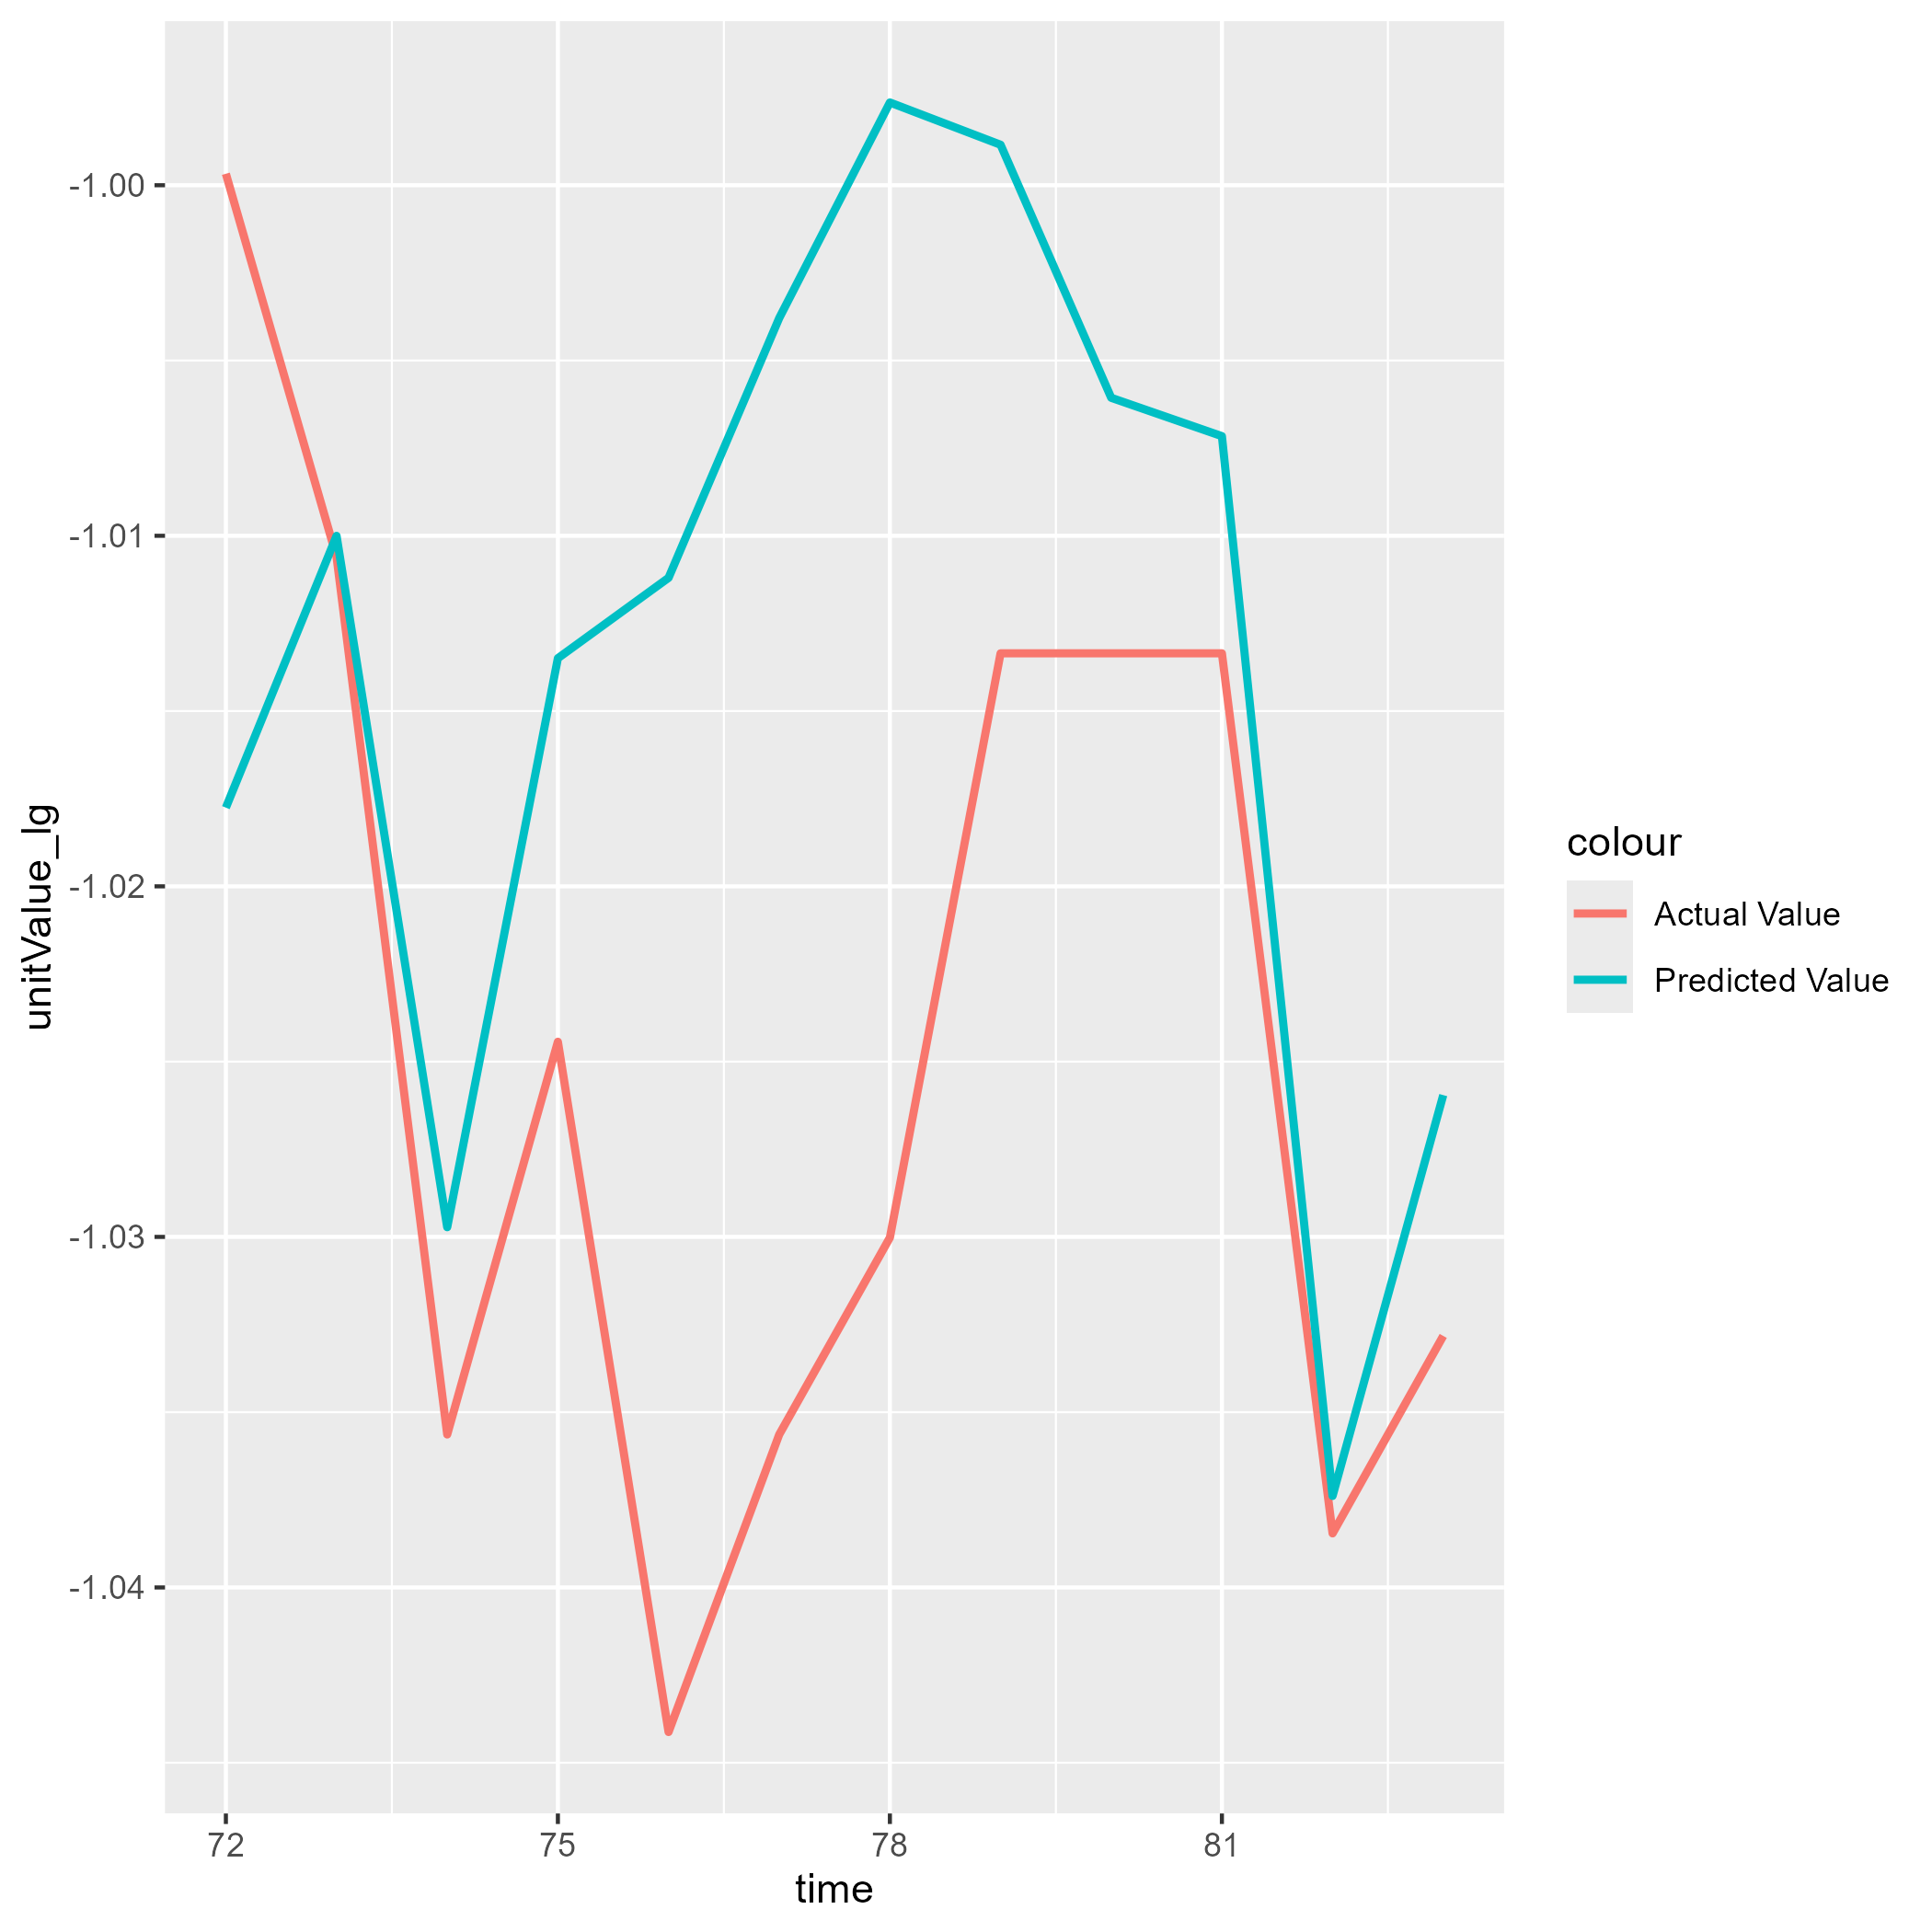 -1.00
-1.01
-1.02
-1.03
-1.04
unitValue_lg
72 75 78 81
time
colour
Actual Value
Predicted Value